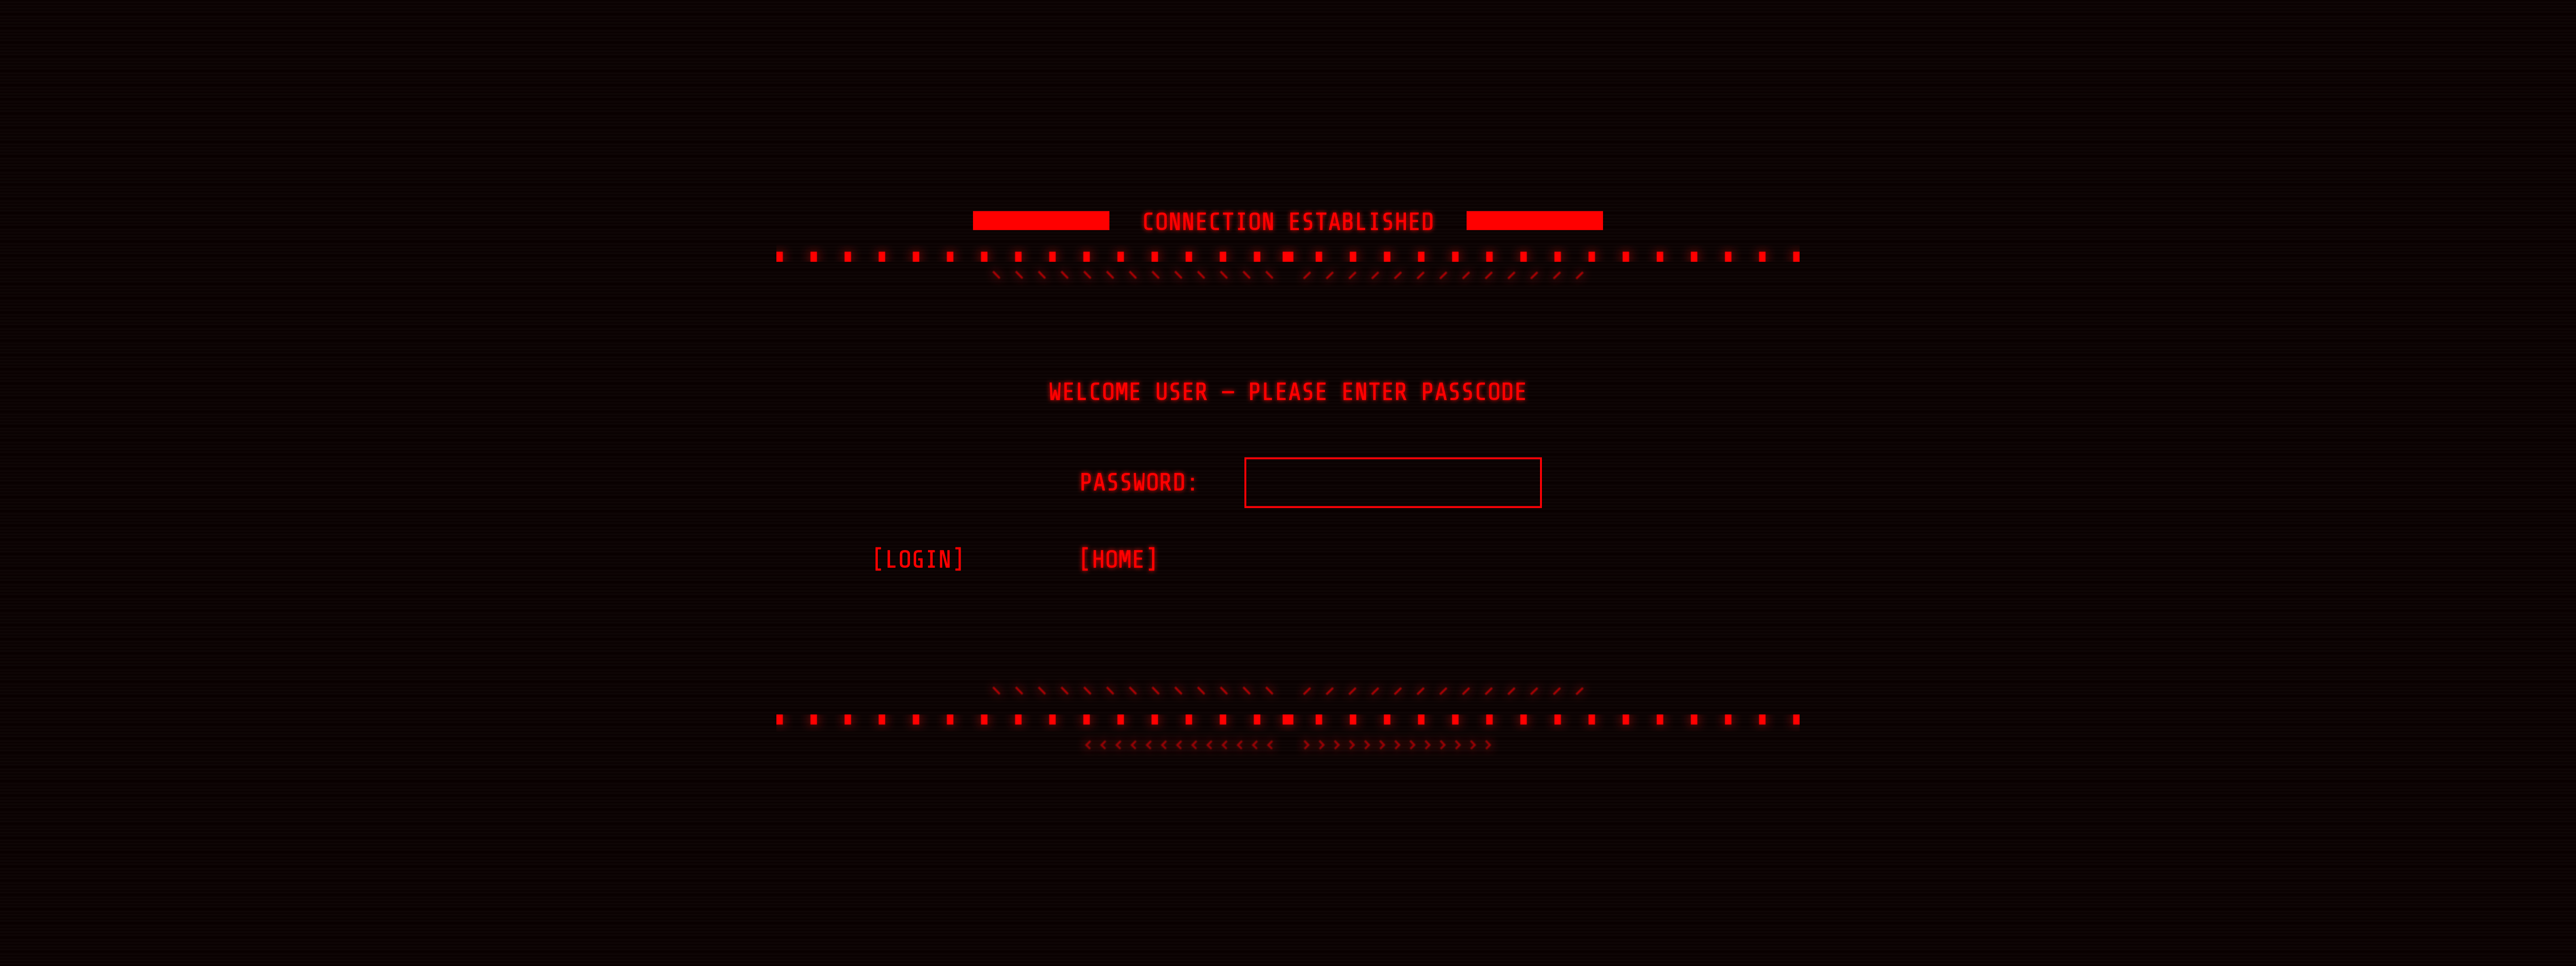 CONNECTION ESTABLISHED
WELCOME USER — PLEASE ENTER PASSCODE
PASSWORD:
[LOGIN] [HOME]
‹ ‹ ‹ ‹ ‹ ‹ ‹ ‹ ‹ ‹ ‹ ‹ ‹ › › › › › › › › › › › › ›